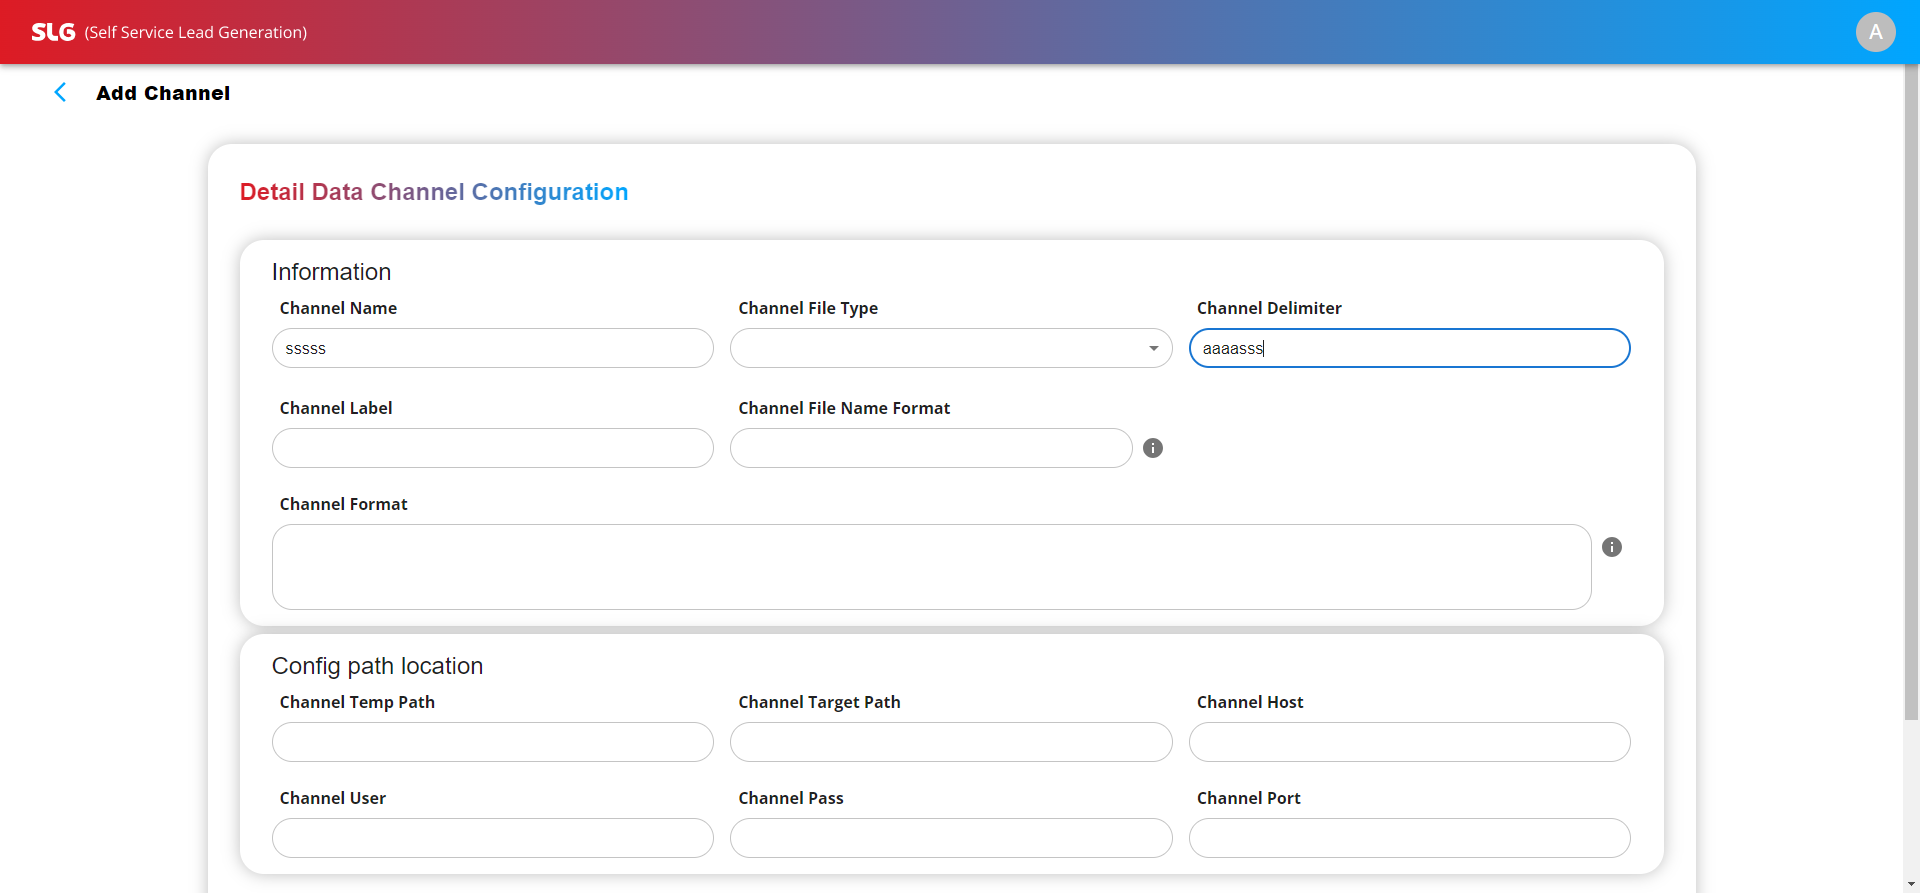 SLG (Self Service Lead Generation)
A
Add Channel
Detail Data Channel Configuration
Information
Channel Name
Channel File Type
Channel Delimiter
sssss
aaaasss
Channel Label
Channel File Name Format
Channel Format
Config path location
Channel Temp Path
Channel Target Path
Channel Host
Channel User
Channel Pass
Channel Port